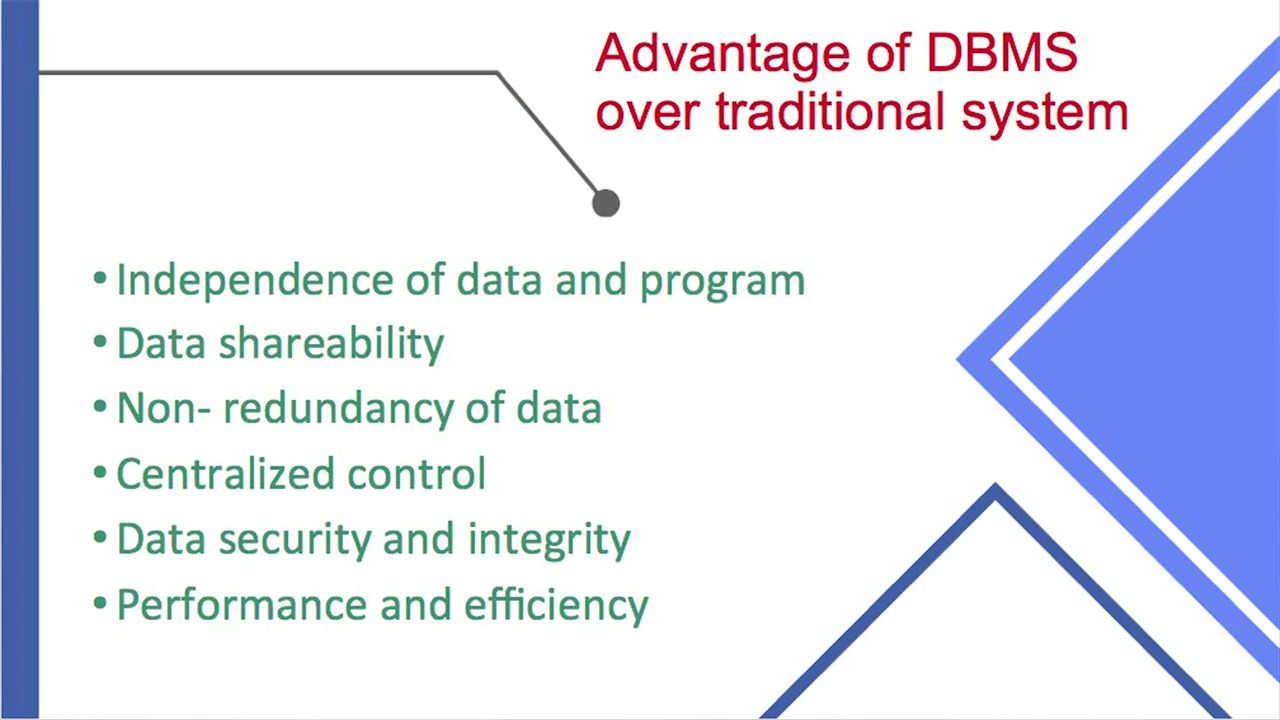 Advantage of DBMS
over traditional system
• Independence of data and program
• Data shareability
• Non- redundancy of data
• Centralized control
• Data security and integrity
• Performance and efficiency